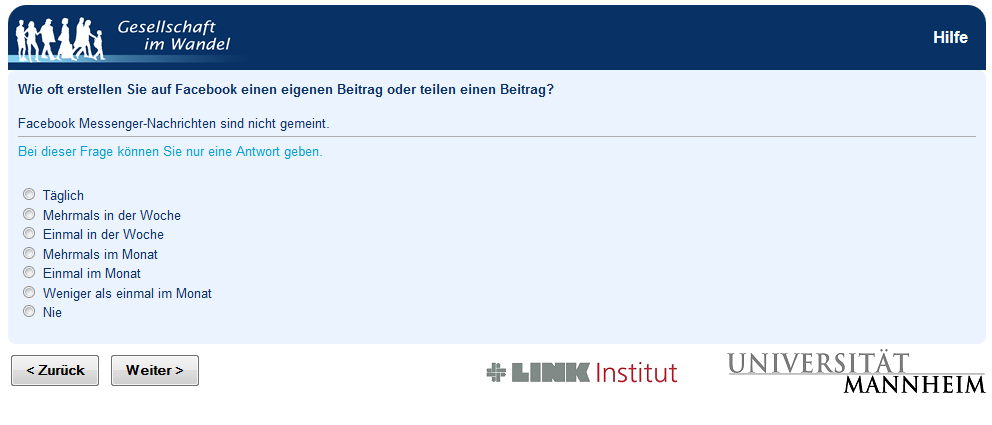 Gesellschaft
im Wandel
Hilfe
Wie oft erstellen Sie auf Facebook einen eigenen Beitrag oder teilen einen Beitrag?
Facebook Messenger-Nachrichten sind nicht gemeint.
Bei dieser Frage können Sie nur eine Antwort geben.
Täglich
Mehrmals in der Woche
Einmal in der Woche
Mehrmals im Monat
Einmal im Monat
Weniger als einmal im Monat
Nie
< Zurück
Weiter >
LINK Institut
UNIVERSITÄT
MANNHEIM